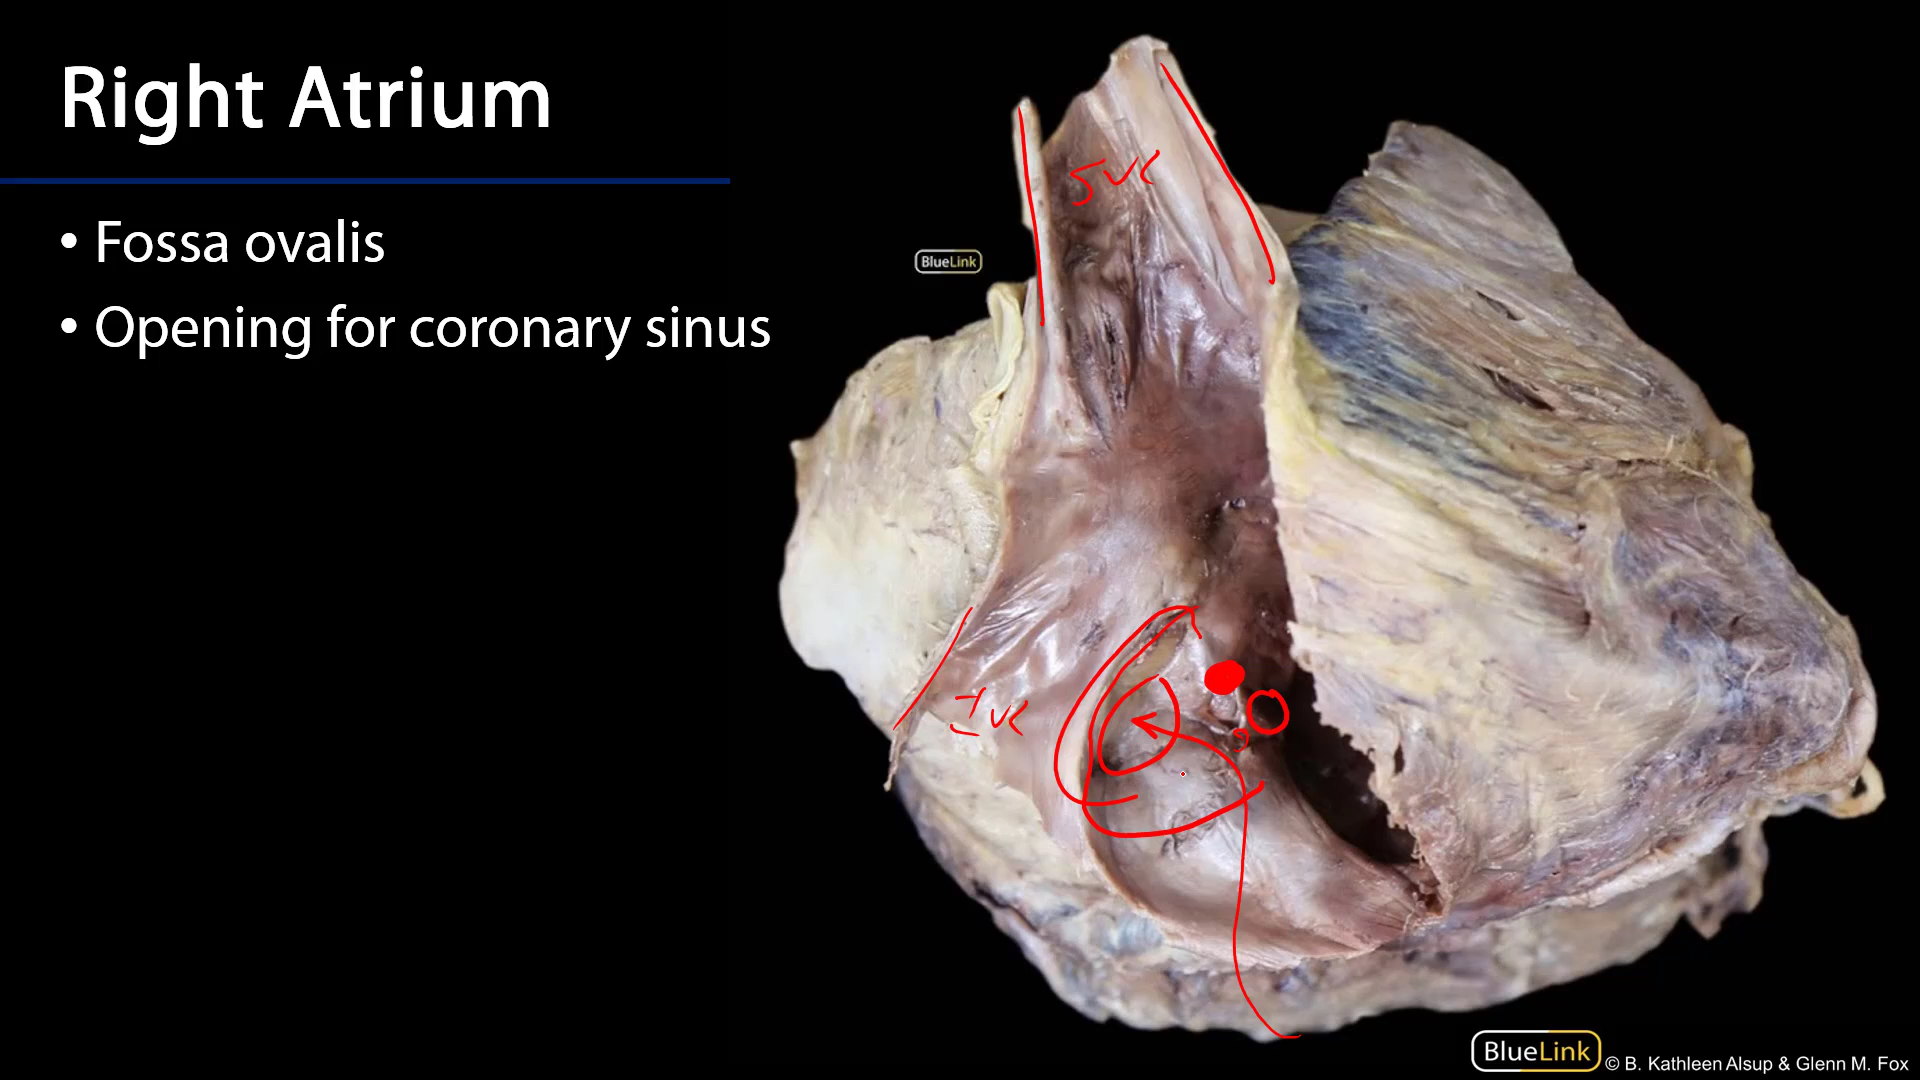 Right Atrium
• Fossa ovalis
• Opening for coronary sinus
SVC
BlueLink
IVC
BlueLink
© B. Kathleen Alsup & Glenn M. Fox